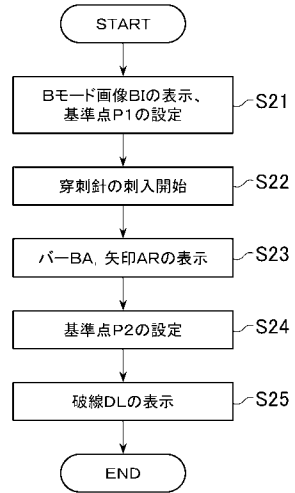 START
Bモード画像BIの表示、
基準点P1の設定
S21
穿刺針の刺入開始
S22
バーBA, 矢印ARの表示
S23
基準点P2の設定
S24
破線DLの表示
S25
END